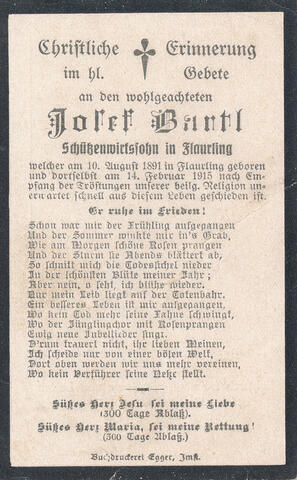 Christliche Erinnerung
im hl. Gebete
an den wohlgeachteten
Josef Bartl
Schützenwirtssohn in Flaurling
welcher am 10. August 1891 in Flaurling geboren
und dortselbst am 14. Februar 1915 nach Em-
pfang der Tröstungen unserer heilg. Religion un-
erwartet schnell aus diesem Leben geschieden ist.
Er ruhe im Frieden!
Schon war mir der Frühling aufgegangen
Und der Sommer winkte mir in's Grab,
Wie am Morgen schöne Rosen prangen
Und der Sturm sie Abends blättert ab,
So schnitt mich die Todessichel nieder
In der schönsten Blüte meiner Jahr;
Aber nein, o seht, ich blühe wieder.
Nur mein Leid liegt auf der Totenbahr.
Ein besseres Leben ist mir aufgegangen,
Wo kein Tod mehr seine Fahne schwingt,
Wo der Jünglingchor mit Rosenprangen
Ewig neue Jubellieder singt.
D'rum trauert nicht, ihr lieben Meinen,
Ich scheide nur von einer bösen Welt,
Dort oben werden wir uns mehr vereinen,
Wo kein Verführer seine Netze stellt.
Süßes Herz Jesu sei meine Liebe
(300 Tage Ablaß).
Süßes Herz Maria, sei meine Rettung!
(300 Tage Ablaß.)
Buchdruckerei Egger, Imst.